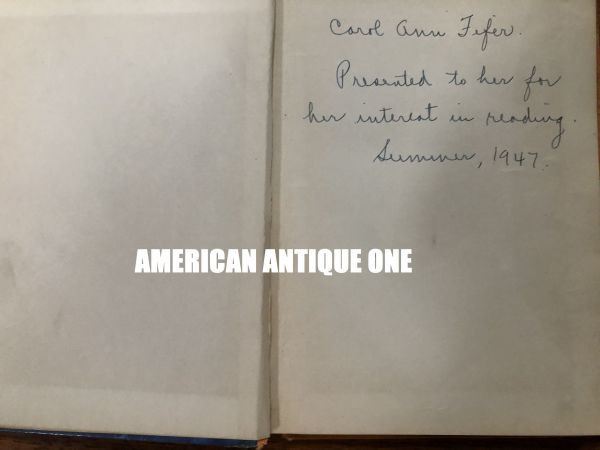 Carol Ann Fifer.
Presented to her for
her interest in reading.
Summer, 1947.
AMERICAN ANTIQUE ONE